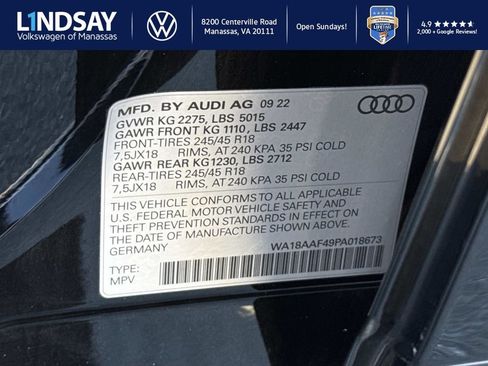 LINDSAY
Volkswagen of Manassas
8200 Centerville Road
Manassas, VA 20111
Open Sundays!
LIFETIME
4.9 ★★★★★
2,000 + Google Reviews!
MFD. BY AUDI AG 09 22
GVWR KG 2275, LBS 5015
GAWR FRONT KG 1110, LBS 2447
FRONT-TIRES 245/45 R18
7,5JX18 RIMS, AT 240 KPA 35 PSI COLD
GAWR REAR KG1230, LBS 2712
REAR-TIRES 245/45 R18
7,5JX18 RIMS, AT 240 KPA 35 PSI COLD
THIS VEHICLE CONFORMS TO ALL APPLICABLE
U.S. FEDERAL MOTOR VEHICLE SAFETY AND
THEFT PREVENTION STANDARDS IN EFFECT ON
THE DATE OF MANUFACTURE SHOWN ABOVE.
GERMANY WA18AAF49PA018673
TYPE:
MPV